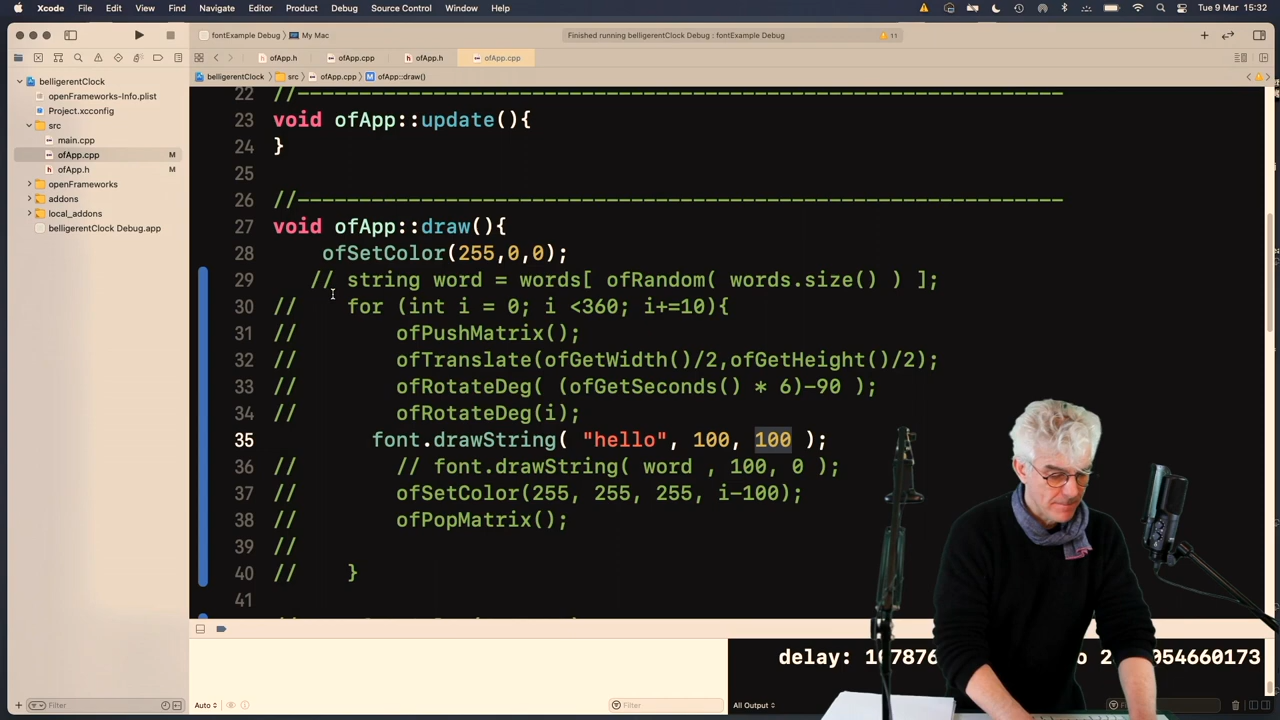 Xcode File Edit View Find Navigate Editor Product Debug Source Control Window Help Tue 9 Mar 15:32
fontExample Debug My Mac Finished running belligerentClock Debug : fontExample Debug 11
ofApp.h ofApp.cpp ofApp.h ofApp.cpp
belligerentClock src ofApp.cpp M ofApp::draw()
belligerentClock
openFrameworks-Info.plist
Project.xcconfig
src
main.cpp
ofApp.cpp M
ofApp.h M
openFrameworks
addons
local_addons
belligerentClock Debug.app
22 //--------------------------------------------------------------
23 void ofApp::update(){
24 }
25
26 //--------------------------------------------------------------
27 void ofApp::draw(){
28 ofSetColor(255,0,0);
29 // string word = words[ ofRandom( words.size() ) ];
30 // for (int i = 0; i <360; i+=10){
31 // ofPushMatrix();
32 // ofTranslate(ofGetWidth()/2,ofGetHeight()/2);
33 // ofRotateDeg( (ofGetSeconds() * 6)-90 );
34 // ofRotateDeg(i);
35 font.drawString( "hello", 100, 100 );
36 // // font.drawString( word , 100, 0 );
37 // ofSetColor(255, 255, 255, i-100);
38 // ofPopMatrix();
39 //
40 // }
41
delay: 2054660173
Filter Auto Filter All Output Filter